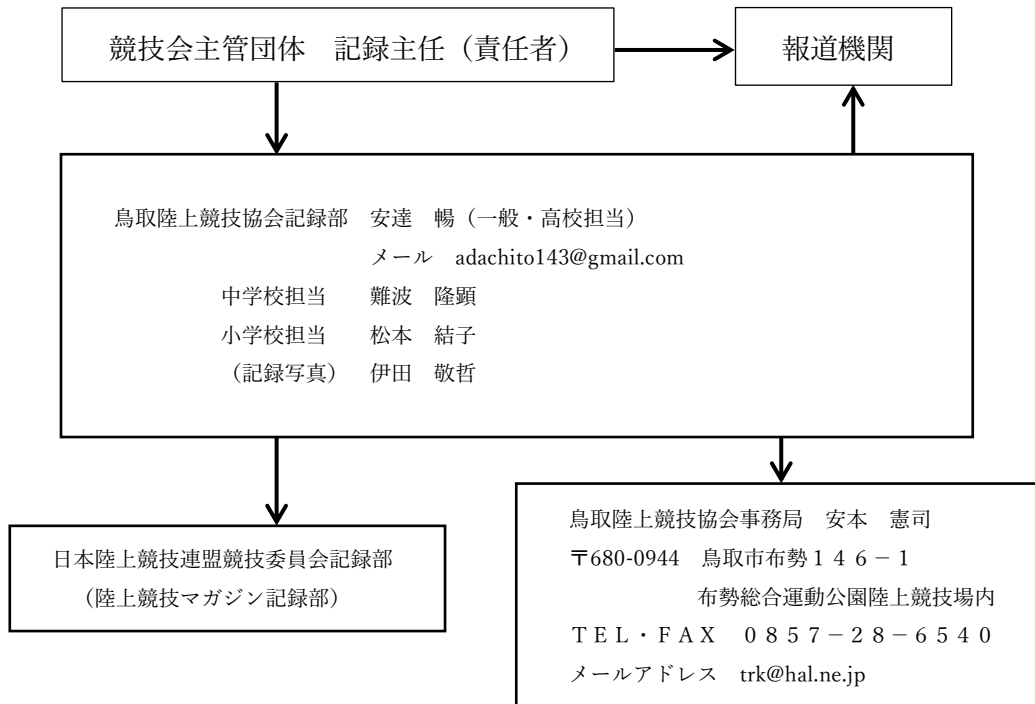 競技会主管団体　記録主任（責任者）
報道機関
鳥取陸上競技協会記録部　安達　暢（一般・高校担当）
メール　adachito143@gmail.com
中学校担当　　難波　隆顕
小学校担当　　松本　結子
（記録写真）　伊田　敬哲
日本陸上競技連盟競技委員会記録部
（陸上競技マガジン記録部）
鳥取陸上競技協会事務局　安本　憲司
〒680-0944　鳥取市布勢１４６－１
布勢総合運動公園陸上競技場内
ＴＥＬ・ＦＡＸ　０８５７－２８－６５４０
メールアドレス　trk@hal.ne.jp